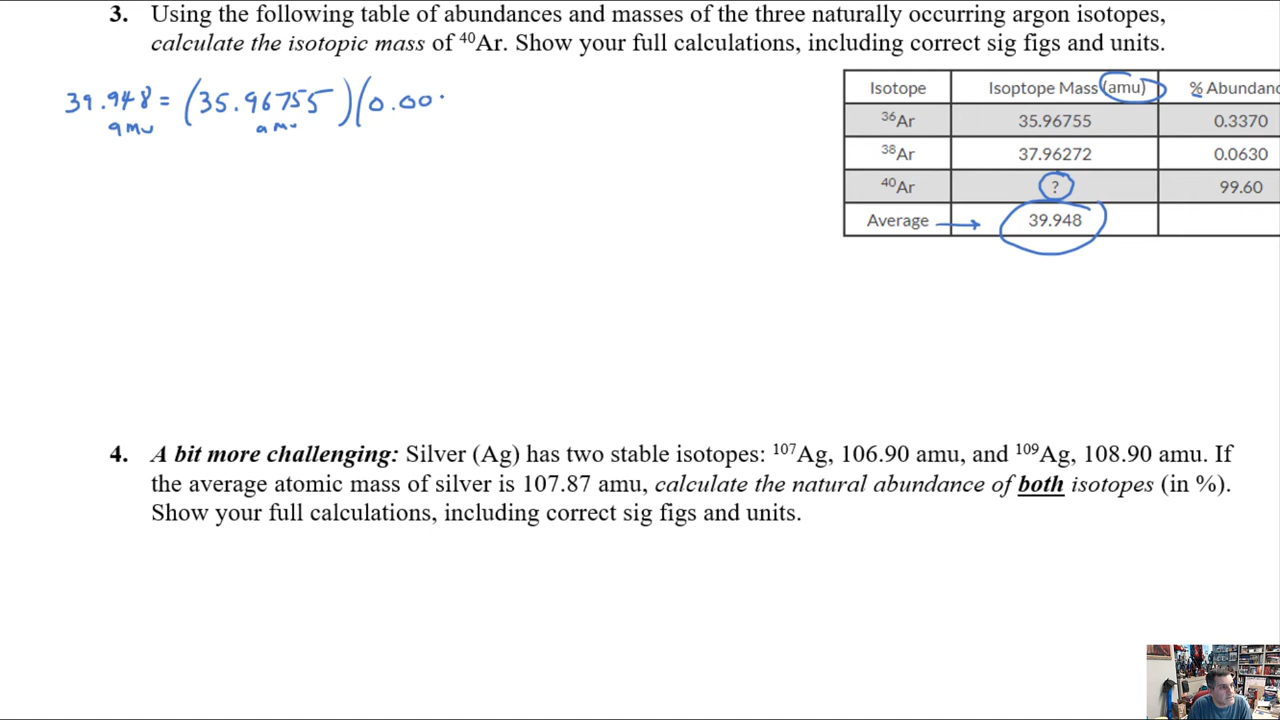 3. Using the following table of abundances and masses of the three naturally occurring argon isotopes,
calculate the isotopic mass of ⁴⁰Ar. Show your full calculations, including correct sig figs and units.
39.948 = (35.96755)(0.00
amu amu
Isotope Isoptope Mass (amu) % Abundanc
³⁶Ar 35.96755 0.3370
³⁸Ar 37.96272 0.0630
⁴⁰Ar ? 99.60
Average → 39.948
4. A bit more challenging: Silver (Ag) has two stable isotopes: ¹⁰⁷Ag, 106.90 amu, and ¹⁰⁹Ag, 108.90 amu. If
the average atomic mass of silver is 107.87 amu, calculate the natural abundance of both isotopes (in %).
Show your full calculations, including correct sig figs and units.